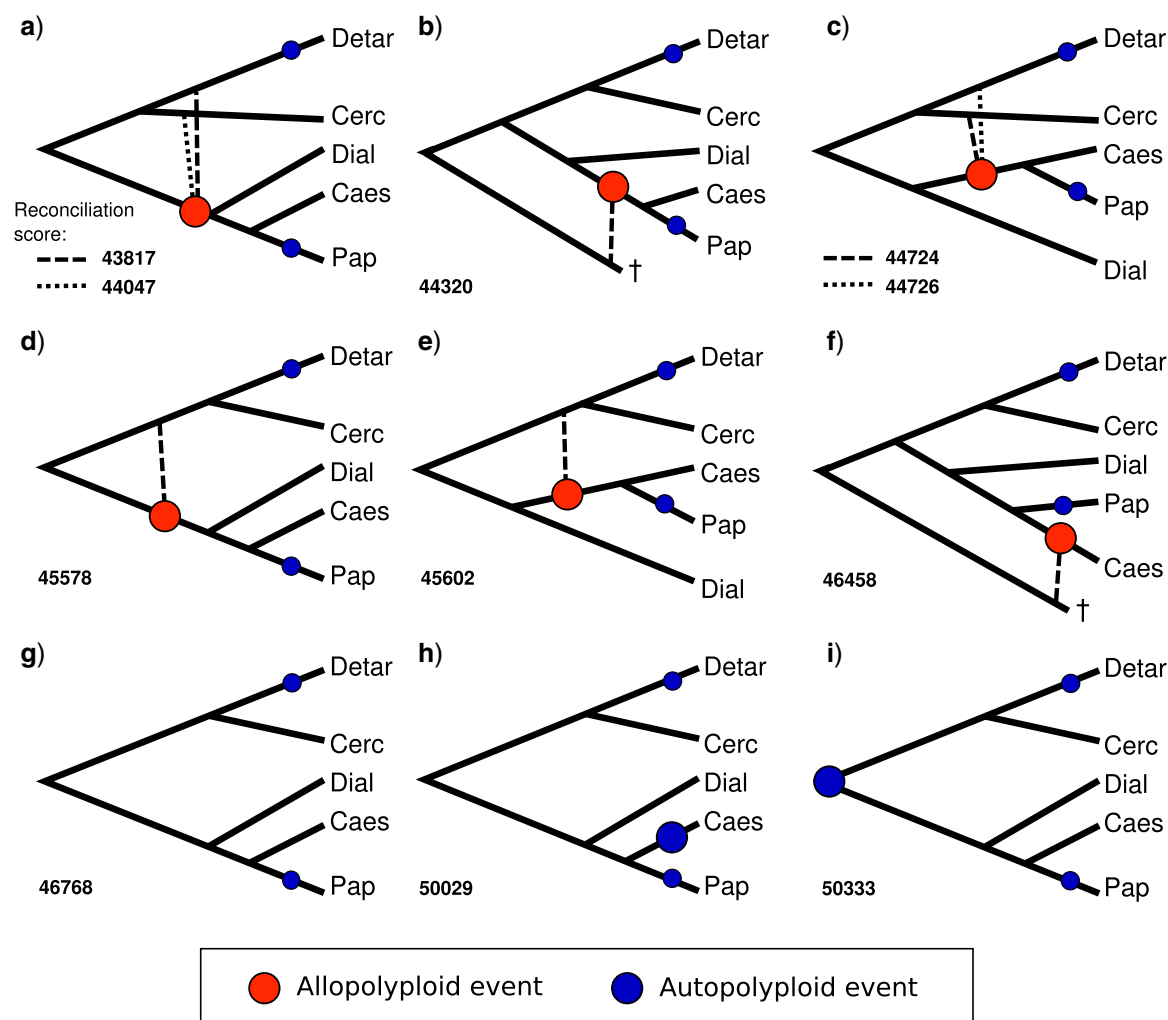 a)
Detar
Cerc
Dial
Caes
Pap
Reconciliation
score:
43817
44047
b)
Detar
Cerc
Dial
Caes
Pap
†
44320
c)
Detar
Cerc
Caes
Pap
Dial
44724
44726
d)
Detar
Cerc
Dial
Caes
Pap
45578
e)
Detar
Cerc
Caes
Pap
Dial
45602
f)
Detar
Cerc
Dial
Pap
Caes
†
46458
g)
Detar
Cerc
Dial
Caes
Pap
46768
h)
Detar
Cerc
Dial
Caes
Pap
50029
i)
Detar
Cerc
Dial
Caes
Pap
50333
Allopolyploid event
Autopolyploid event